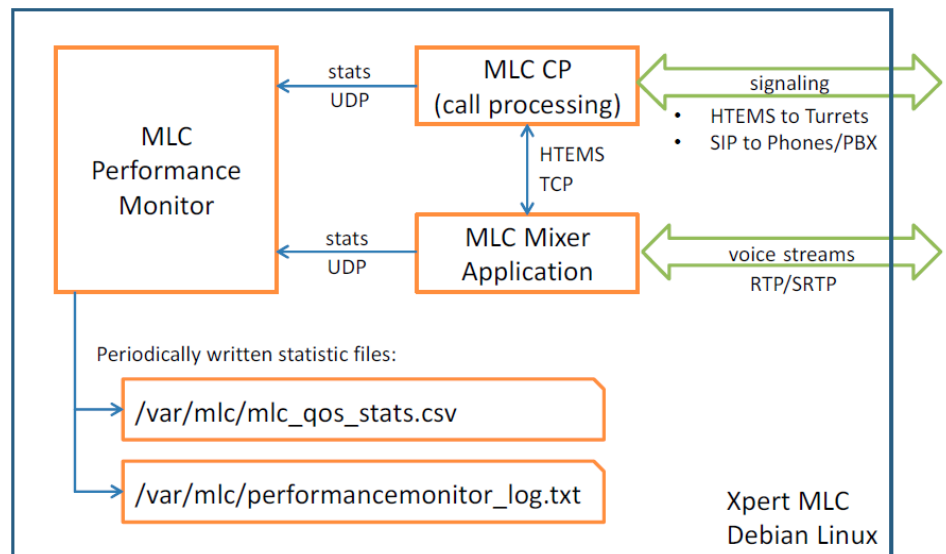 MLC
Performance
Monitor
stats
UDP
MLC CP
(call processing)
signaling
• HTEMS to Turrets
• SIP to Phones/PBX
HTEMS
TCP
stats
UDP
MLC Mixer
Application
voice streams
RTP/SRTP
Periodically written statistic files:
/var/mlc/mlc_qos_stats.csv
/var/mlc/performancemonitor_log.txt
Xpert MLC
Debian Linux